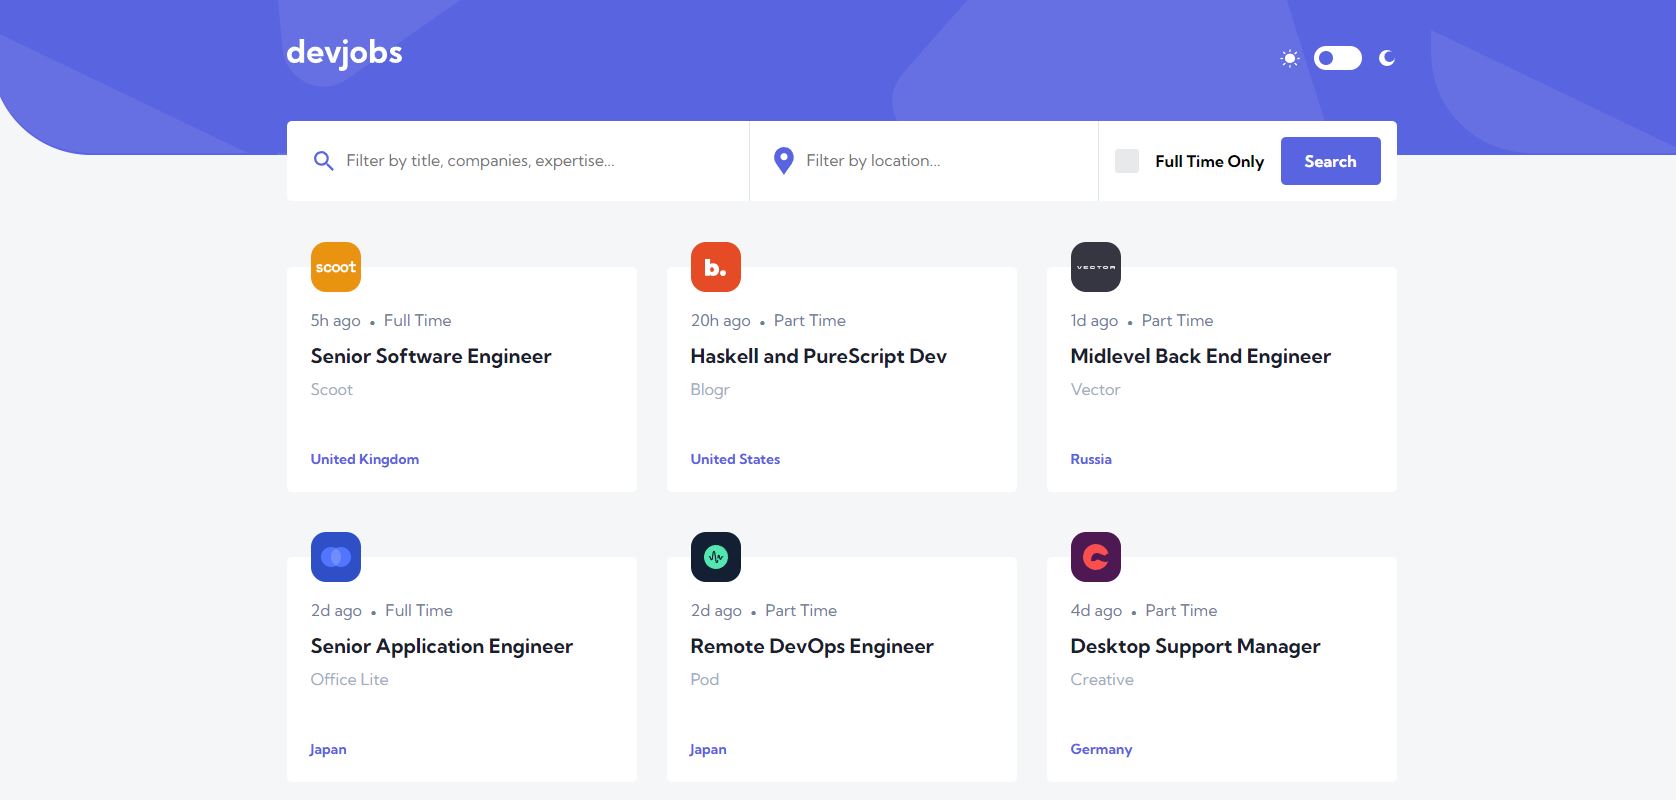 devjobs
Filter by title, companies, expertise...
Filter by location...
Full Time Only
Search
scoot
b.
VECTOR
5h ago • Full Time
Senior Software Engineer
Scoot
United Kingdom
20h ago • Part Time
Haskell and PureScript Dev
Blogr
United States
1d ago • Part Time
Midlevel Back End Engineer
Vector
Russia
2d ago • Full Time
Senior Application Engineer
Office Lite
Japan
2d ago • Part Time
Remote DevOps Engineer
Pod
Japan
4d ago • Part Time
Desktop Support Manager
Creative
Germany